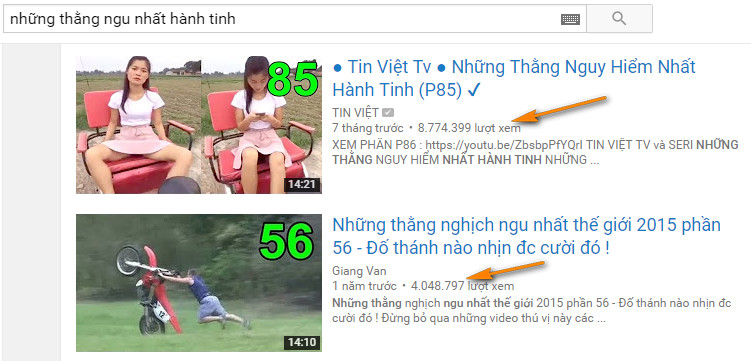 những thằng ngu nhất hành tinh
85
14:21
● Tin Việt Tv ● Những Thằng Nguy Hiểm Nhất
Hành Tinh (P85) ✓
TIN VIỆT
7 tháng trước • 8.774.399 lượt xem
XEM PHẦN P86 : https://youtu.be/ZbsbpPfYQrI TIN VIỆT TV và SERI NHỮNG
THẰNG NGUY HIỂM NHẤT HÀNH TINH NHỮNG ...
56
14:10
Những thằng nghịch ngu nhất thế giới 2015 phần
56 - Đố thánh nào nhịn đc cười đó !
Giang Van
1 năm trước • 4.048.797 lượt xem
Những thằng nghịch ngu nhất thế giới 2015 phần 56 - Đố thánh nào nhịn đc
cười đó ! Đừng bỏ qua những video thú vị này các ...